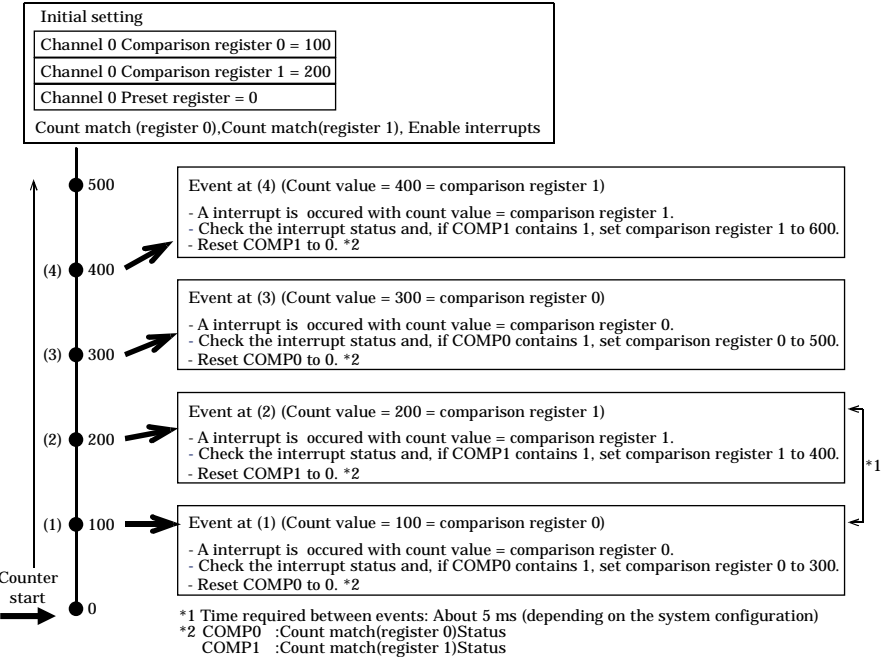 Initial setting
Channel 0 Comparison register 0 = 100
Channel 0 Comparison register 1 = 200
Channel 0 Preset register = 0
Count match (register 0),Count match(register 1), Enable interrupts
500
Event at (4) (Count value = 400 = comparison register 1)
- A interrupt is occured with count value = comparison register 1.
- Check the interrupt status and, if COMP1 contains 1, set comparison register 1 to 600.
- Reset COMP1 to 0. *2
(4) 400
Event at (3) (Count value = 300 = comparison register 0)
- A interrupt is occured with count value = comparison register 0.
- Check the interrupt status and, if COMP0 contains 1, set comparison register 0 to 500.
- Reset COMP0 to 0. *2
(3) 300
Event at (2) (Count value = 200 = comparison register 1)
- A interrupt is occured with count value = comparison register 1.
- Check the interrupt status and, if COMP1 contains 1, set comparison register 1 to 400.
- Reset COMP1 to 0. *2
(2) 200
*1
Event at (1) (Count value = 100 = comparison register 0)
- A interrupt is occured with count value = comparison register 0.
- Check the interrupt status and, if COMP0 contains 1, set comparison register 0 to 300.
- Reset COMP0 to 0. *2
(1) 100
Counter
start
0
*1 Time required between events: About 5 ms (depending on the system configuration)
*2 COMP0 :Count match(register 0)Status
COMP1 :Count match(register 1)Status